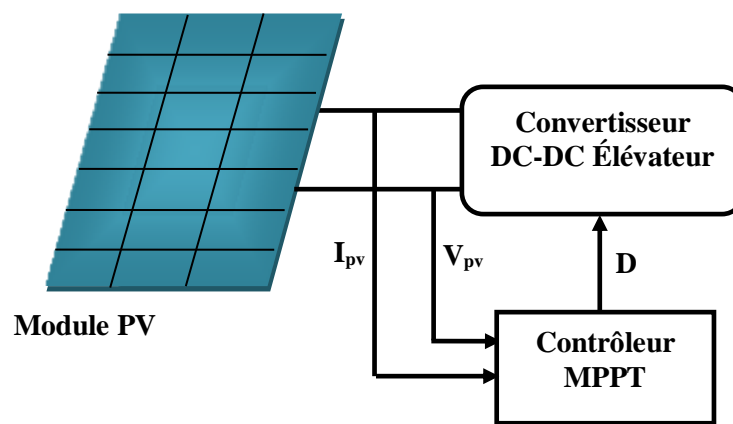 Convertisseur
DC-DC Élévateur
Ipv
Vpv
D
Module PV
Contrôleur
MPPT